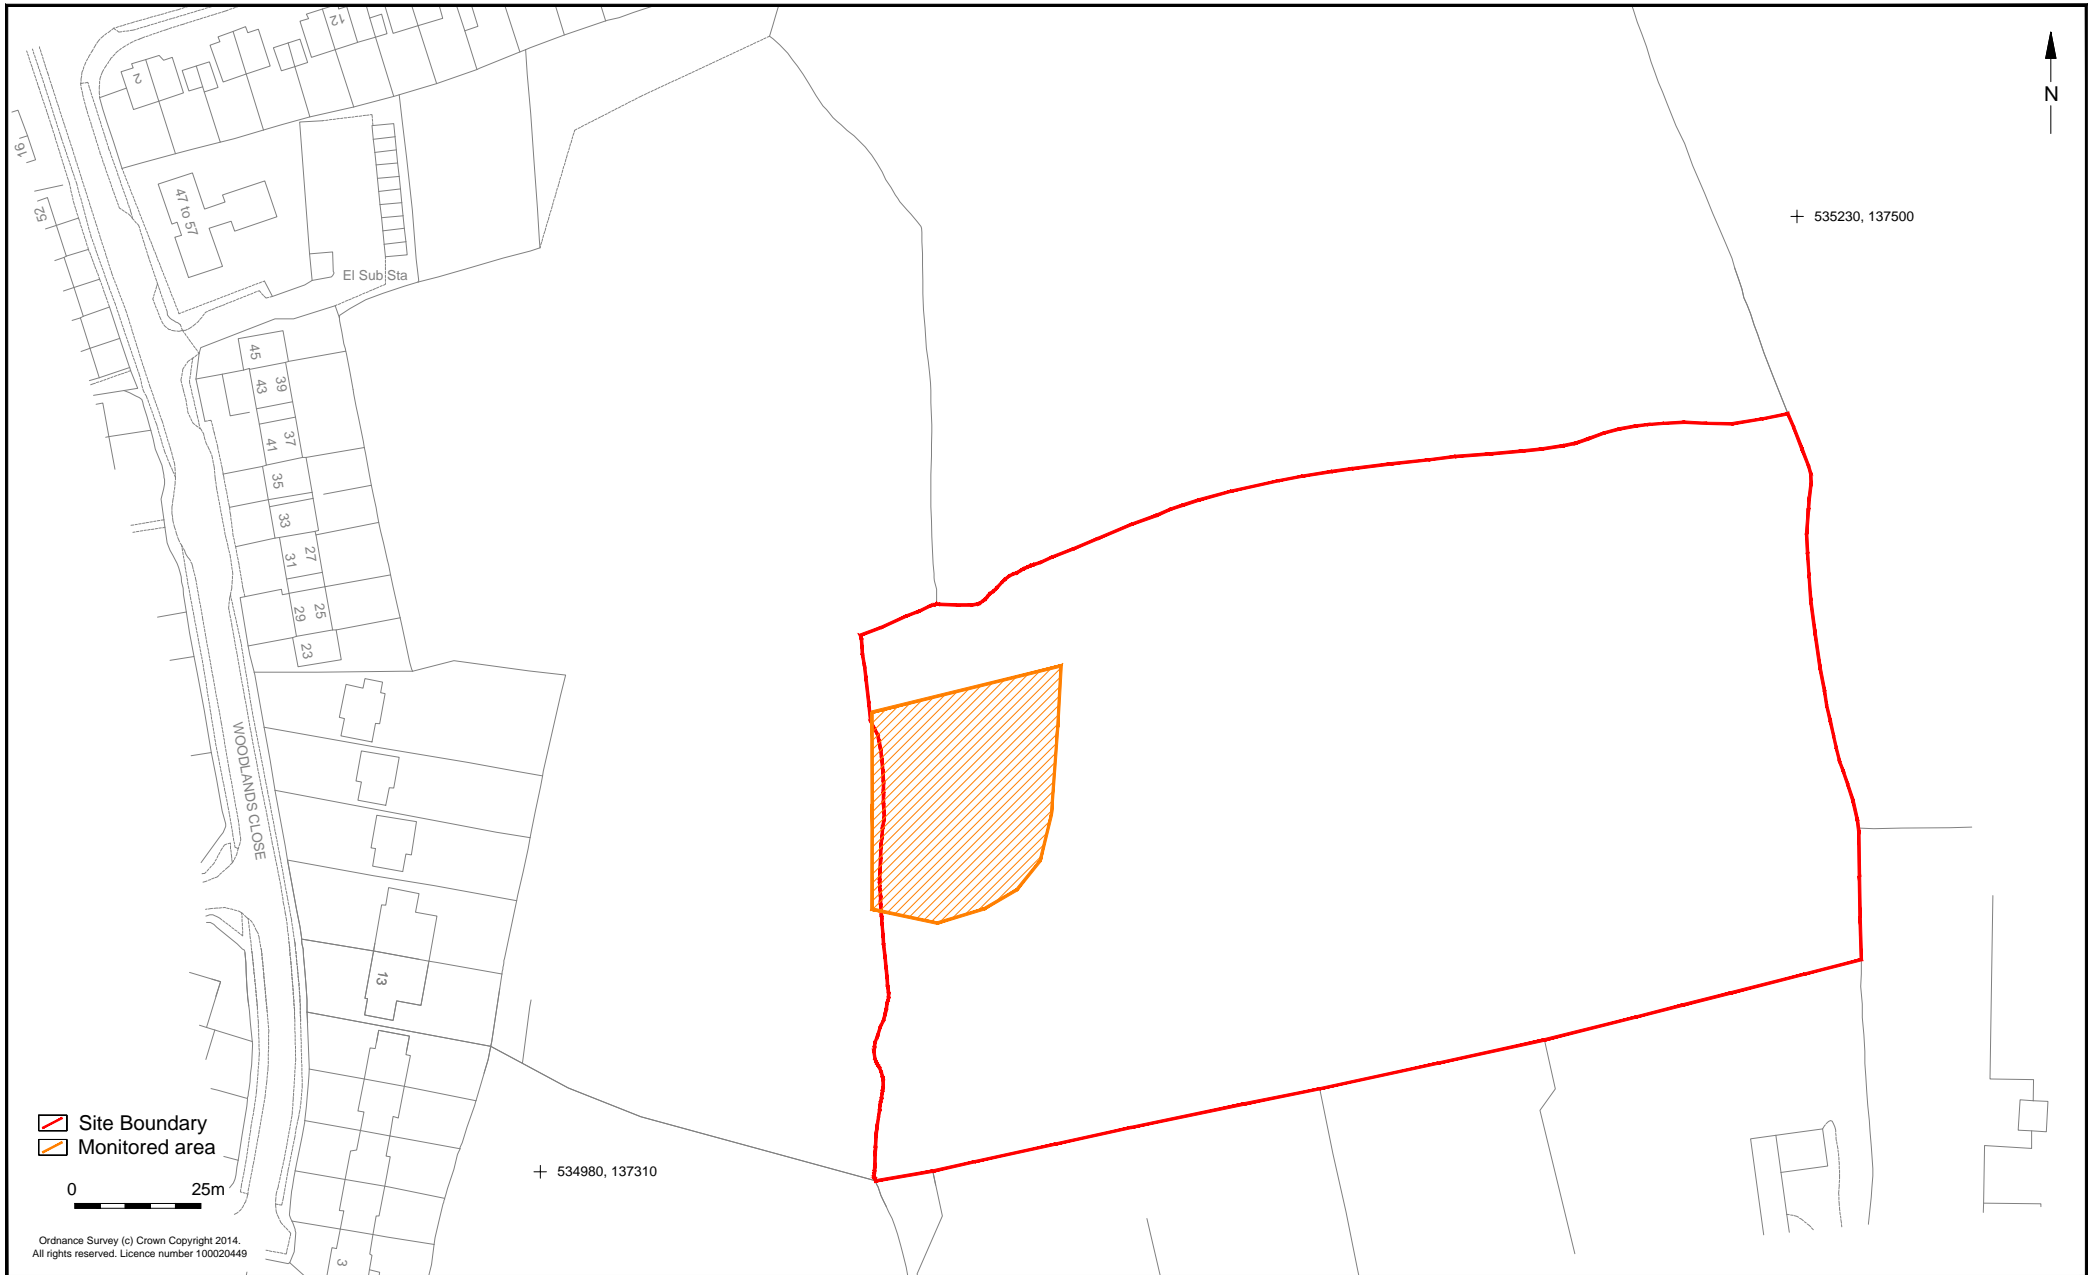 12
2
N
16
47 to 57
52
535230, 137500
El Sub Sta
45
39
43
37
41
35
33
27
31
25
29
23
WOODLANDS CLOSE
13
Site Boundary
Monitored area
534980, 137310
0 25m
Ordnance Survey (c) Crown Copyright 2014.
All rights reserved. Licence number 100020449
3